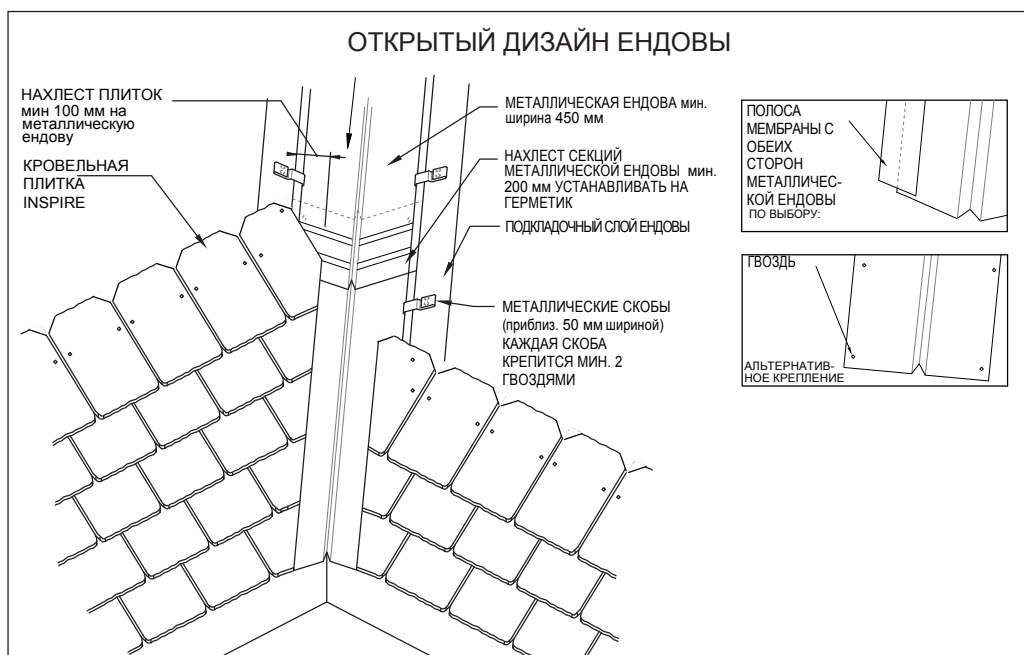 ОТКРЫТЫЙ ДИЗАЙН ЕНДОВЫ
НАХЛЕСТ ПЛИТОК
мин 100 мм на
металлическую
ендову
КРОВЕЛЬНАЯ
ПЛИТКА
INSPIRE
МЕТАЛЛИЧЕСКАЯ ЕНДОВА мин.
ширина 450 мм
НАХЛЕСТ СЕКЦИЙ
МЕТАЛЛИЧЕСКОЙ ЕНДОВЫ мин.
200 мм УСТАНАВЛИВАТЬ НА
ГЕРМЕТИК
ПОДКЛАДОЧНЫЙ СЛОЙ ЕНДОВЫ
МЕТАЛЛИЧЕСКИЕ СКОБЫ
(приблиз. 50 мм шириной)
КАЖДАЯ СКОБА
КРЕПИТСЯ МИН. 2
ГВОЗДЯМИ
ПОЛОСА
МЕМБРАНЫ С
ОБЕИХ
СТОРОН
МЕТАЛЛИЧЕС-
КОЙ ЕНДОВЫ
ПО ВЫБОРУ:
ГВОЗДЬ
АЛЬТЕРНАТИВ-
НОЕ КРЕПЛЕНИЕ